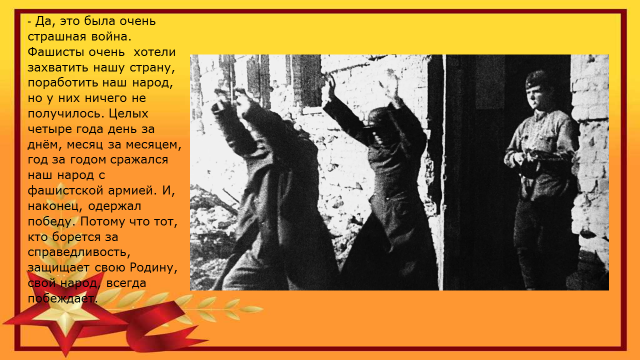 - Да, это была очень
страшная война.
Фашисты очень  хотели
захватить нашу страну,
поработить наш народ,
но у них ничего не
получилось. Целых
четыре года день за
днём, месяц за месяцем,
год за годом сражался
наш народ с
фашистской армией. И,
наконец, одержал
победу. Потому что тот,
кто борется за
справедливость,
защищает свою Родину,
свой народ, всегда
побеждает.